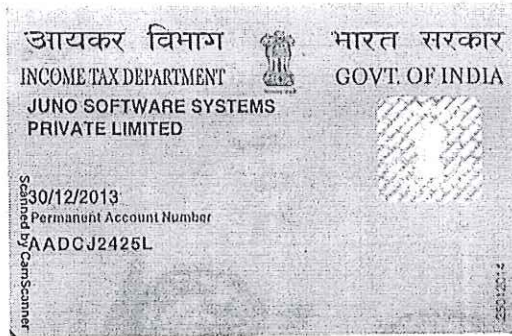 आयकर विभाग
भारत सरकार
INCOME TAX DEPARTMENT
GOVT. OF INDIA
JUNO SOFTWARE SYSTEMS
PRIVATE LIMITED
30/12/2013
Permanent Account Number
AADCJ2425L
25012014
Scanned by CamScanner